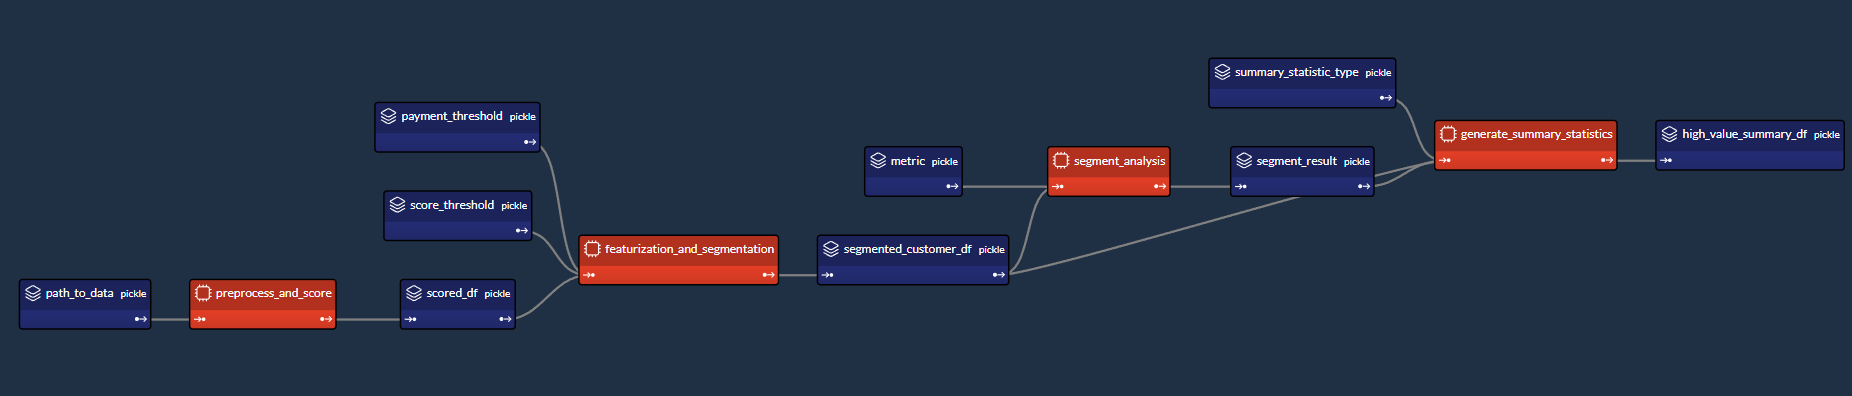 summary_statistic_type pickle
payment_threshold pickle
generate_summary_statistics
high_value_summary_df pickle
metric pickle
segment_analysis
segment_result pickle
score_threshold pickle
featurization_and_segmentation
segmented_customer_df pickle
path_to_data pickle
preprocess_and_score
scored_df pickle